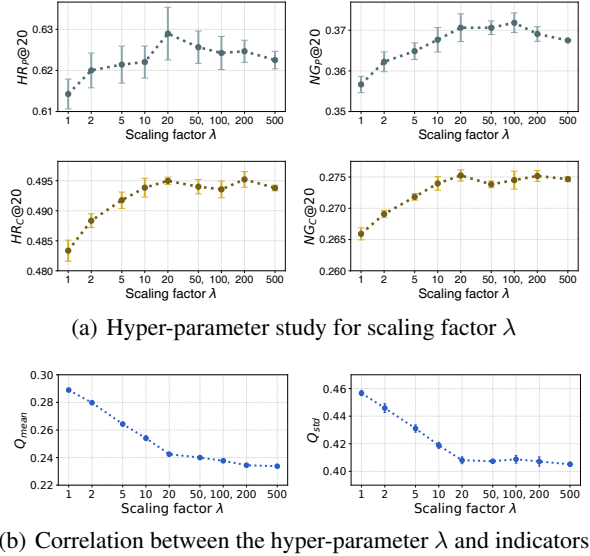 0.63
0.62
0.61
HR_P@20
1 2 5 10 20 50, 100, 200 500
Scaling factor λ
0.37
0.36
0.35
NG_P@20
1 2 5 10 20 50, 100, 200 500
Scaling factor λ
0.495
0.490
0.485
0.480
HR_C@20
1 2 5 10 20 50, 100, 200 500
Scaling factor λ
0.275
0.270
0.265
0.260
NG_C@20
1 2 5 10 20 50, 100, 200 500
Scaling factor λ
(a) Hyper-parameter study for scaling factor λ
0.30
0.28
0.26
0.24
0.22
Q_mean
1 2 5 10 20 50, 100, 200 500
Scaling factor λ
0.46
0.44
0.42
0.40
Q_std
1 2 5 10 20 50, 100, 200 500
Scaling factor λ
(b) Correlation between the hyper-parameter λ and indicators